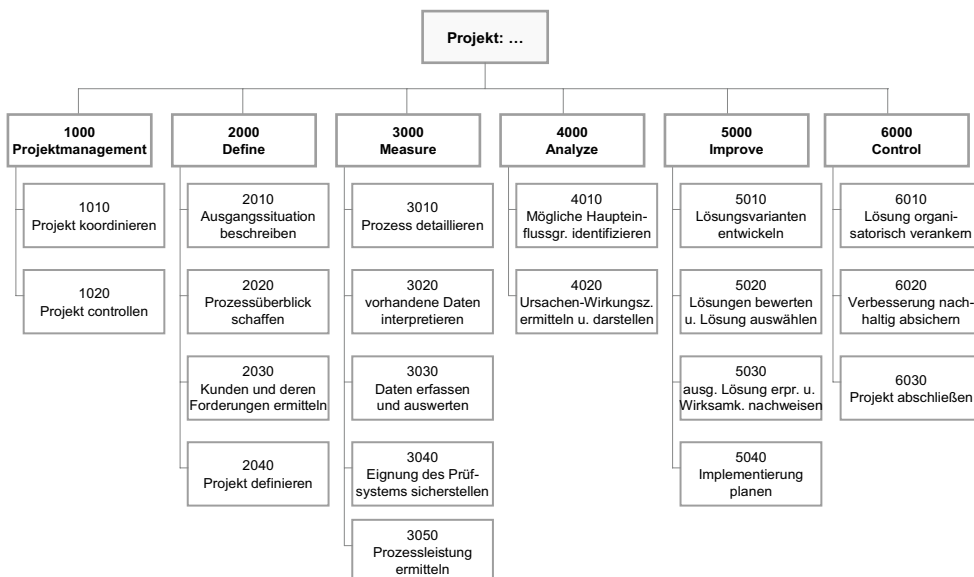 Projekt: …
1000
Projektmanagement
1010
Projekt koordinieren
1020
Projekt controllen
2000
Define
2010
Ausgangssituation
beschreiben
2020
Prozessüberblick
schaffen
2030
Kunden und deren
Forderungen ermitteln
2040
Projekt definieren
3000
Measure
3010
Prozess detaillieren
3020
vorhandene Daten
interpretieren
3030
Daten erfassen
und auswerten
3040
Eignung des Prüf-
systems sicherstellen
3050
Prozessleistung
ermitteln
4000
Analyze
4010
Mögliche Hauptein-
flussgr. identifizieren
4020
Ursachen-Wirkungsz.
ermitteln u. darstellen
5000
Improve
5010
Lösungsvarianten
entwickeln
5020
Lösungen bewerten
u. Lösung auswählen
5030
ausg. Lösung erpr. u.
Wirksamk. nachweisen
5040
Implementierung
planen
6000
Control
6010
Lösung organi-
satorisch verankern
6020
Verbesserung nach-
haltig absichern
6030
Projekt abschließen